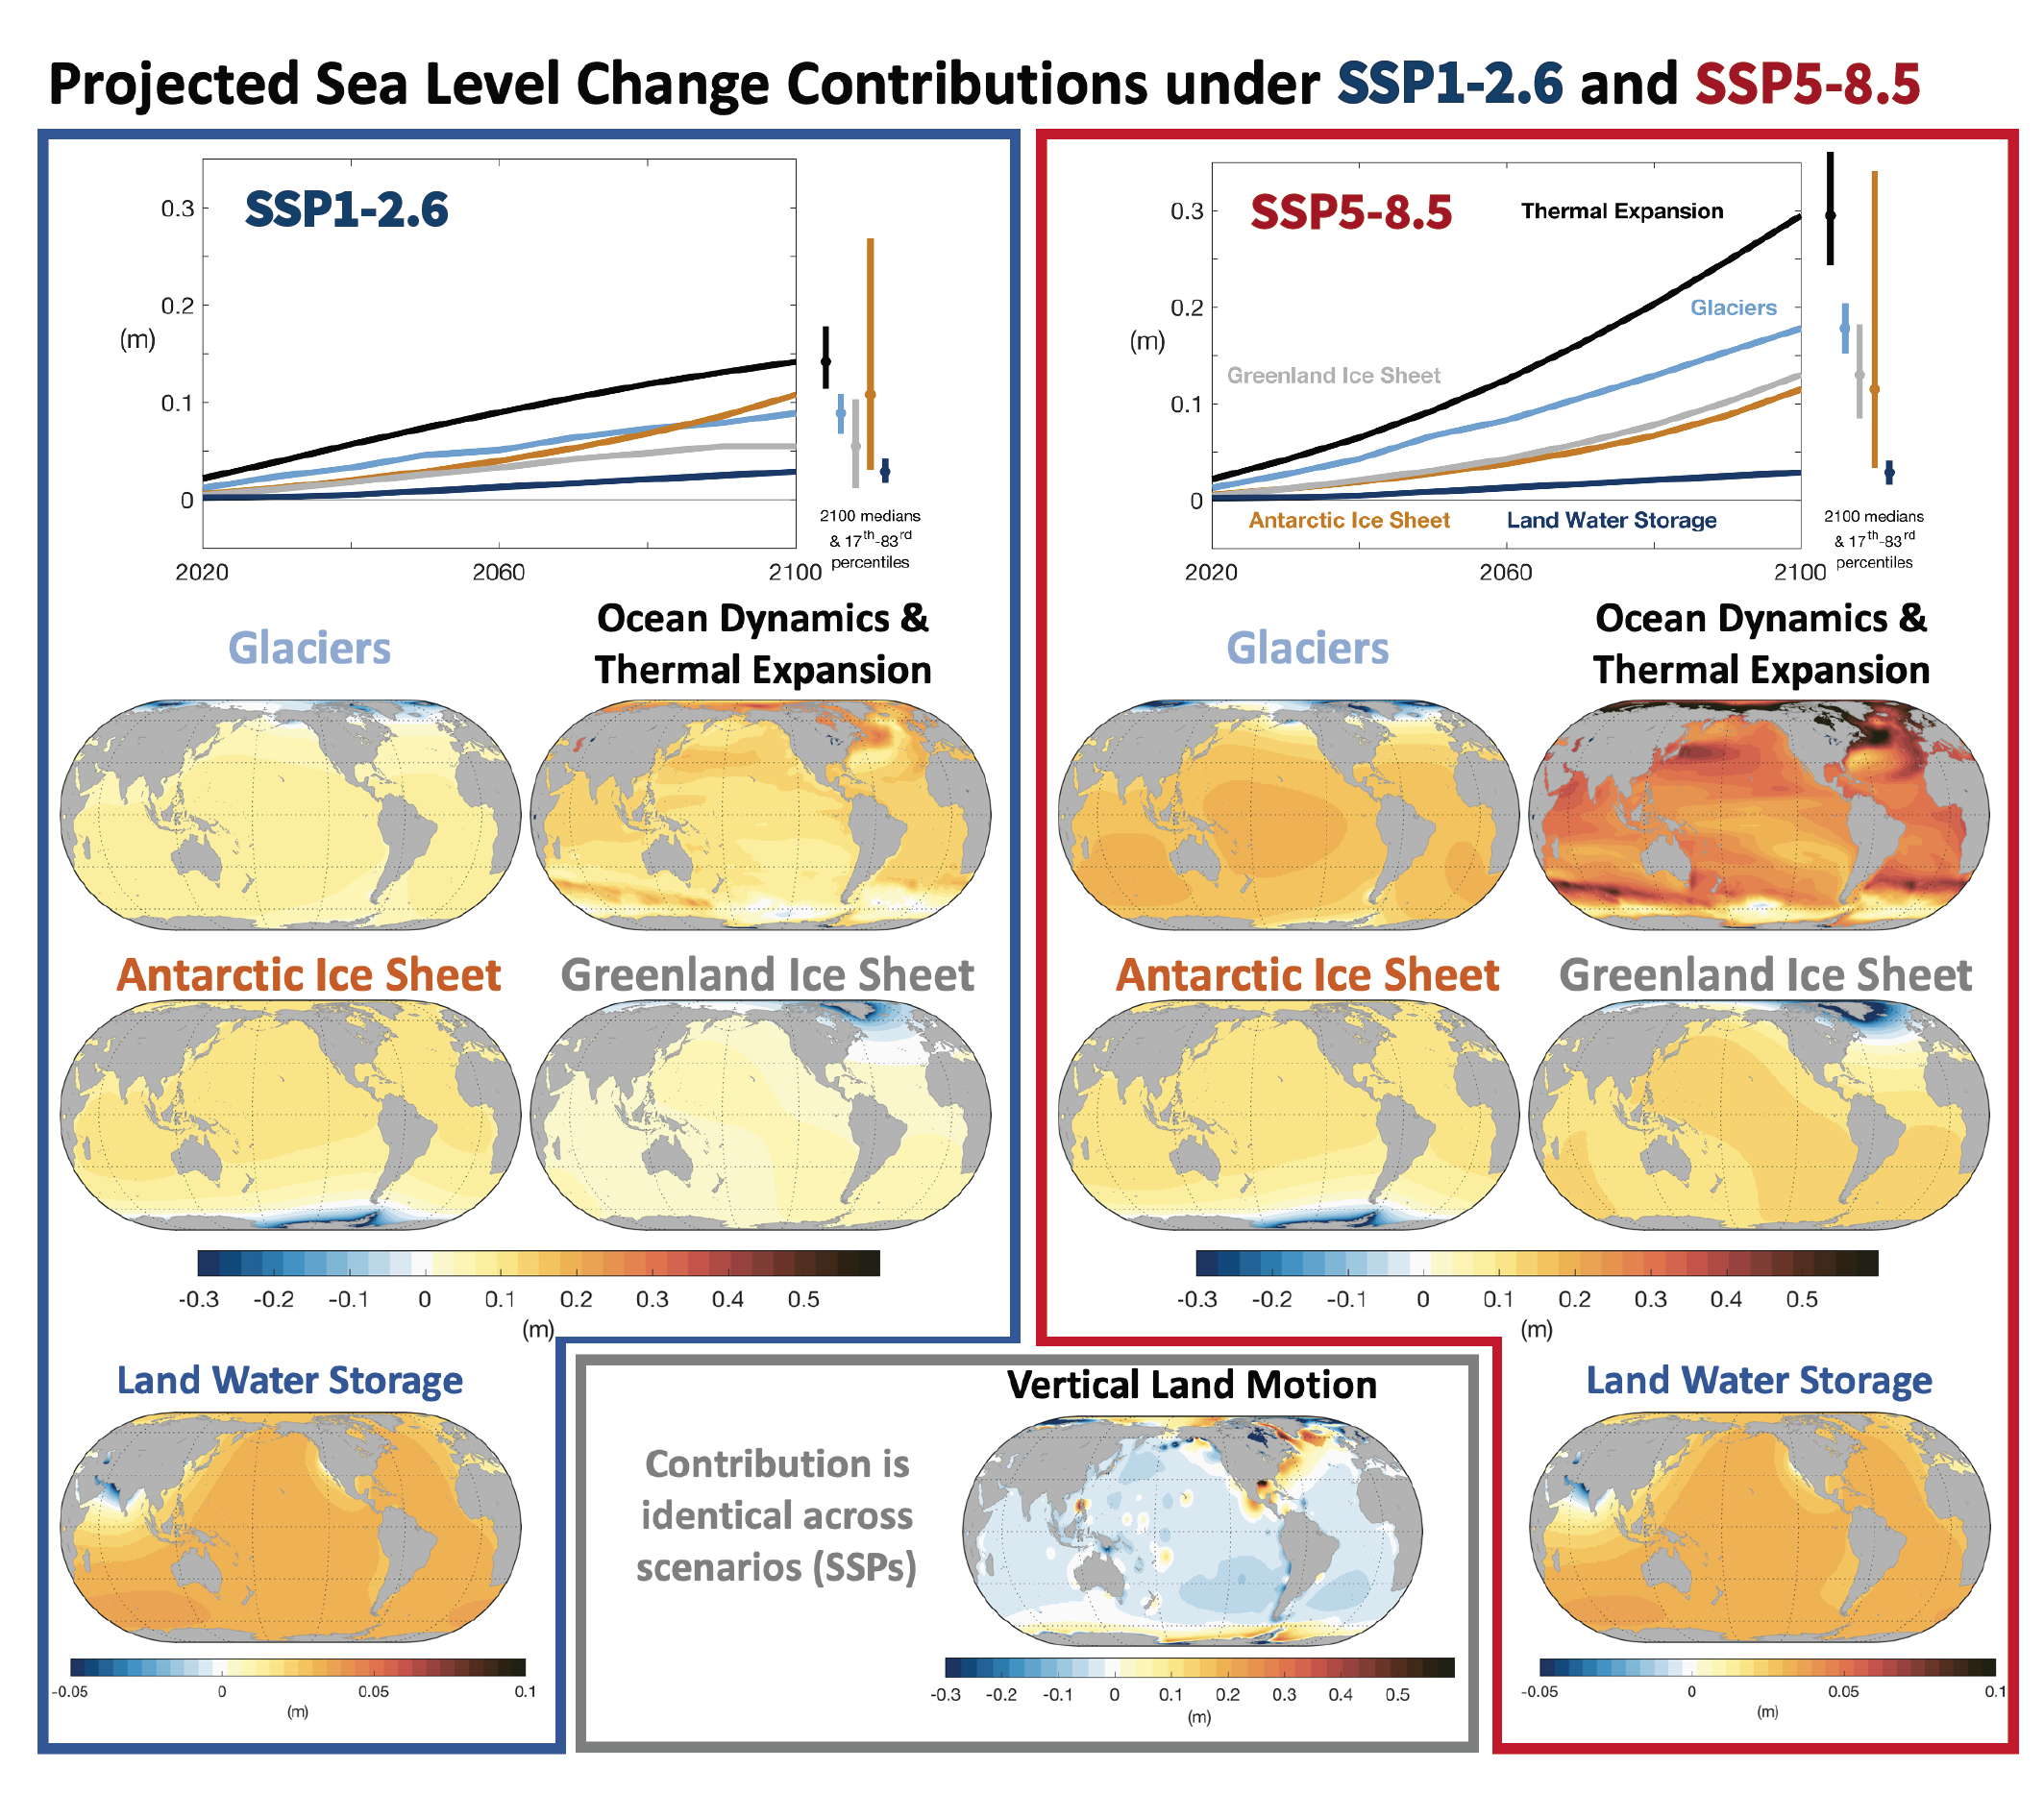 Projected Sea Level Change Contributions under SSP1-2.6 and SSP5-8.5
SSP1-2.6
0.3
0.2
(m)
0.1
0
2020
2060
2100
2100 medians
& 17th-83rd
percentiles
Glaciers
Ocean Dynamics &
Thermal Expansion
Antarctic Ice Sheet
Greenland Ice Sheet
-0.3 -0.2 -0.1 0 0.1 0.2 0.3 0.4 0.5
(m)
Land Water Storage
-0.05 0 0.05 0.1
(m)
SSP5-8.5
Thermal Expansion
0.3
Glaciers
0.2
(m)
Greenland Ice Sheet
0.1
0
Antarctic Ice Sheet
Land Water Storage
2020
2060
2100
2100 medians
& 17th-83rd
percentiles
Glaciers
Ocean Dynamics &
Thermal Expansion
Antarctic Ice Sheet
Greenland Ice Sheet
-0.3 -0.2 -0.1 0 0.1 0.2 0.3 0.4 0.5
(m)
Vertical Land Motion
Contribution is
identical across
scenarios (SSPs)
-0.3 -0.2 -0.1 0 0.1 0.2 0.3 0.4 0.5
(m)
Land Water Storage
-0.05 0 0.05 0.1
(m)